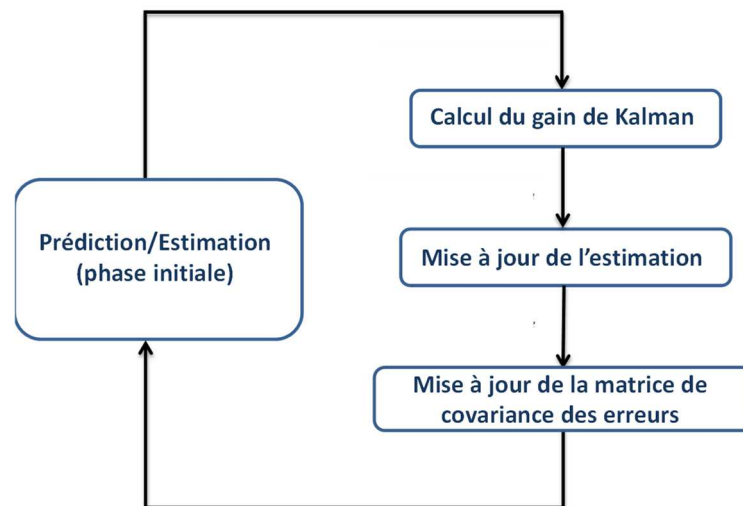 Calcul du gain de Kalman
Prédiction/Estimation
(phase initiale)
Mise à jour de l'estimation
Mise à jour de la matrice de
covariance des erreurs